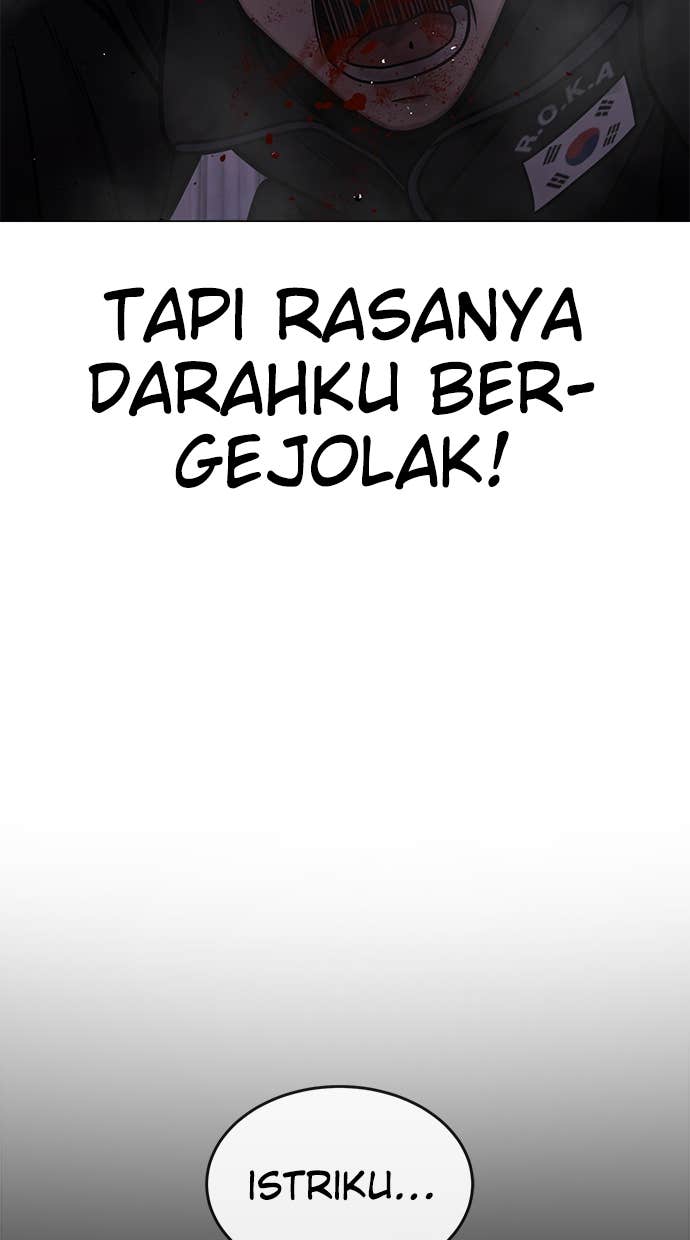 R.O.K.A
TAPI RASANYA
DARAHKU BER-
GEJOLAK!
ISTRIKU...